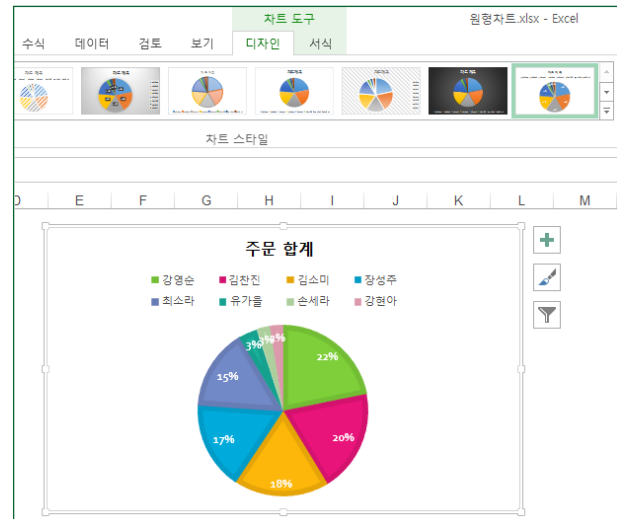 차트 도구
원형차트.xlsx - Excel
수식 데이터 검토 보기 디자인 서식
차트 스타일
E F G H I J K L M
주문 합계
강영순 김찬진 김소미 장성주
최소라 유가을 손세라 강현아
22%
20%
18%
17%
15%
3%